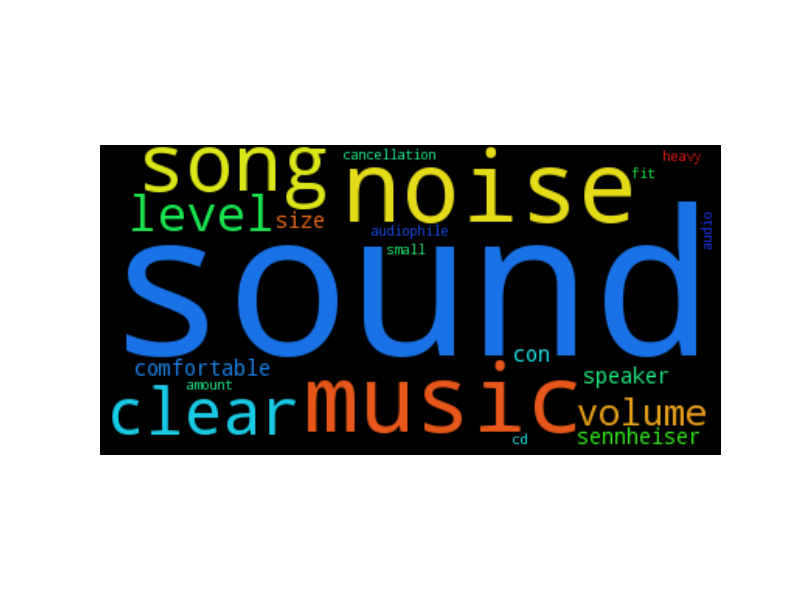 song
cancellation
heavy
noise
fit
level
size
audiophile
audio
small
sound
con
comfortable
speaker
amount
clear
music
volume
cd
sennheiser